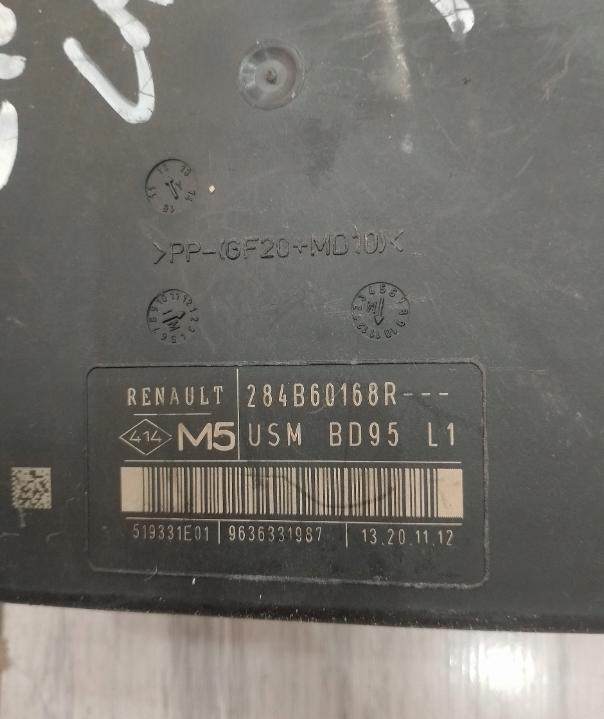 >PP-(GF20+MD10)<
RENAULT 284B60168R---
414 M5 USM BD95 L1
519331E01 9636331987 13.20.11.12